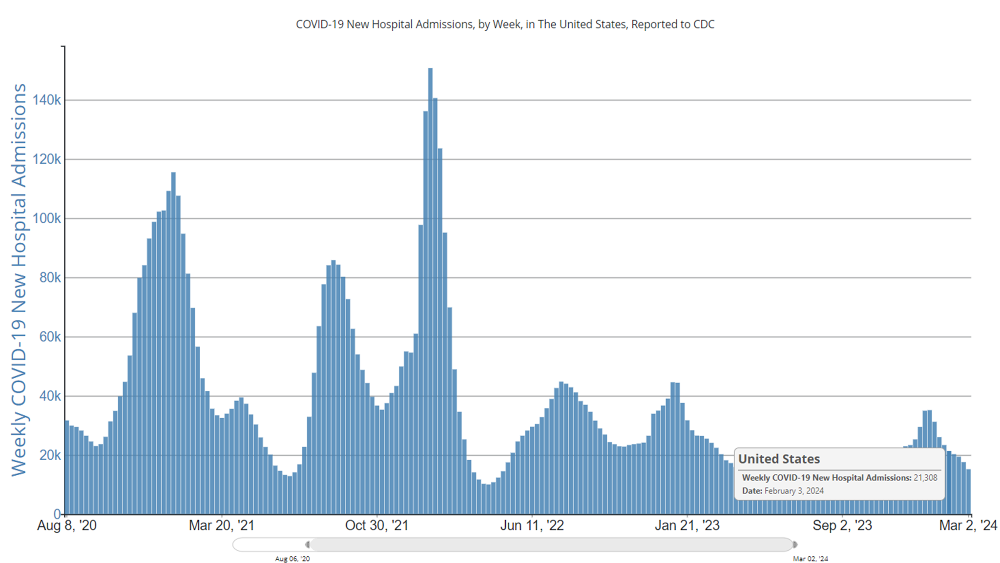 COVID-19 New Hospital Admissions, by Week, in The United States, Reported to CDC
Weekly COVID-19 New Hospital Admissions
140k
120k
100k
80k
60k
40k
20k
0
United States
Weekly COVID-19 New Hospital Admissions: 21,308
Date: February 3, 2024
Aug 8, '20
Mar 20, '21
Oct 30, '21
Jun 11, '22
Jan 21, '23
Sep 2, '23
Mar 2, '24
Aug 06, '20
Mar 02, '24